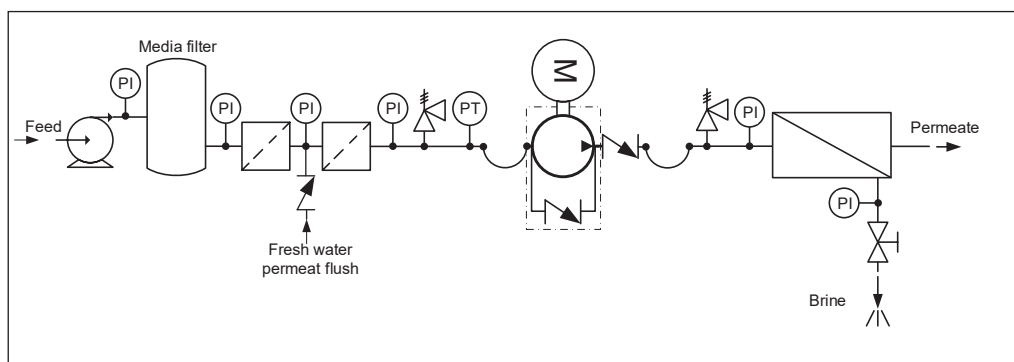 Media filter
PI
PI
PI
PI
PT
M
PI
Feed
Permeate
PI
Fresh water
permeat flush
Brine